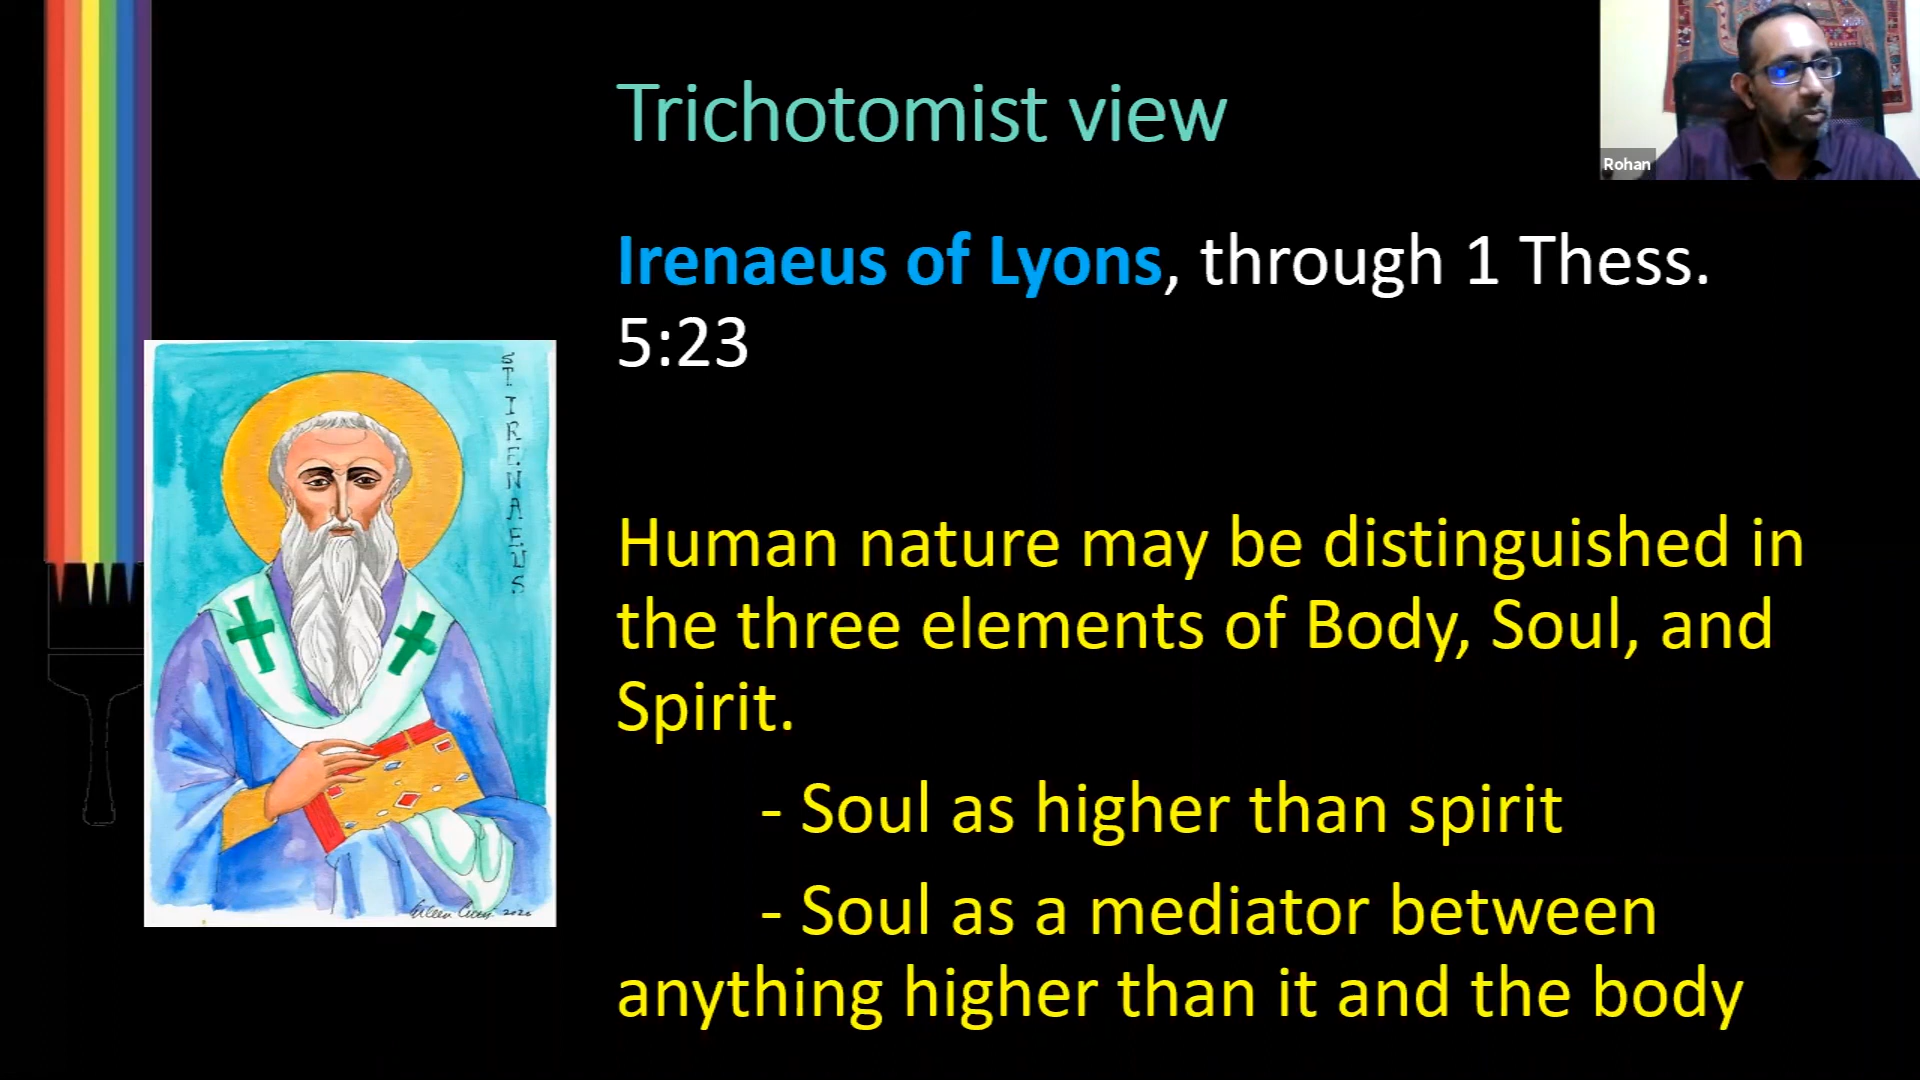 Trichotomist view
Rohan
Irenaeus of Lyons, through 1 Thess.
5:23
ST IRENAEUS
Human nature may be distinguished in
the three elements of Body, Soul, and
Spirit.
- Soul as higher than spirit
- Soul as a mediator between
anything higher than it and the body
2020